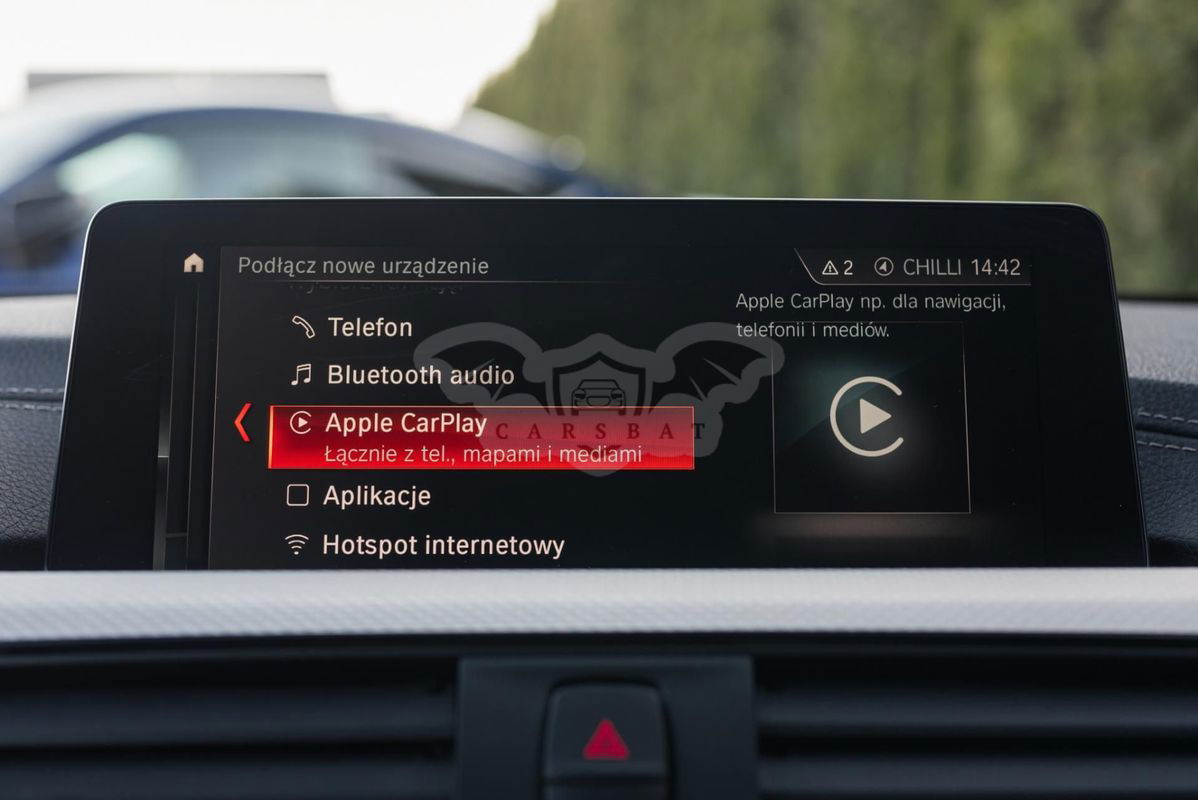 Podłącz nowe urządzenie
2 CHILLI 14:42
Telefon
Bluetooth audio
Apple CarPlay
Łącznie z tel., mapami i mediami
Aplikacje
Hotspot internetowy
Apple CarPlay np. dla nawigacji,
telefonii i mediów.
CARSBAT